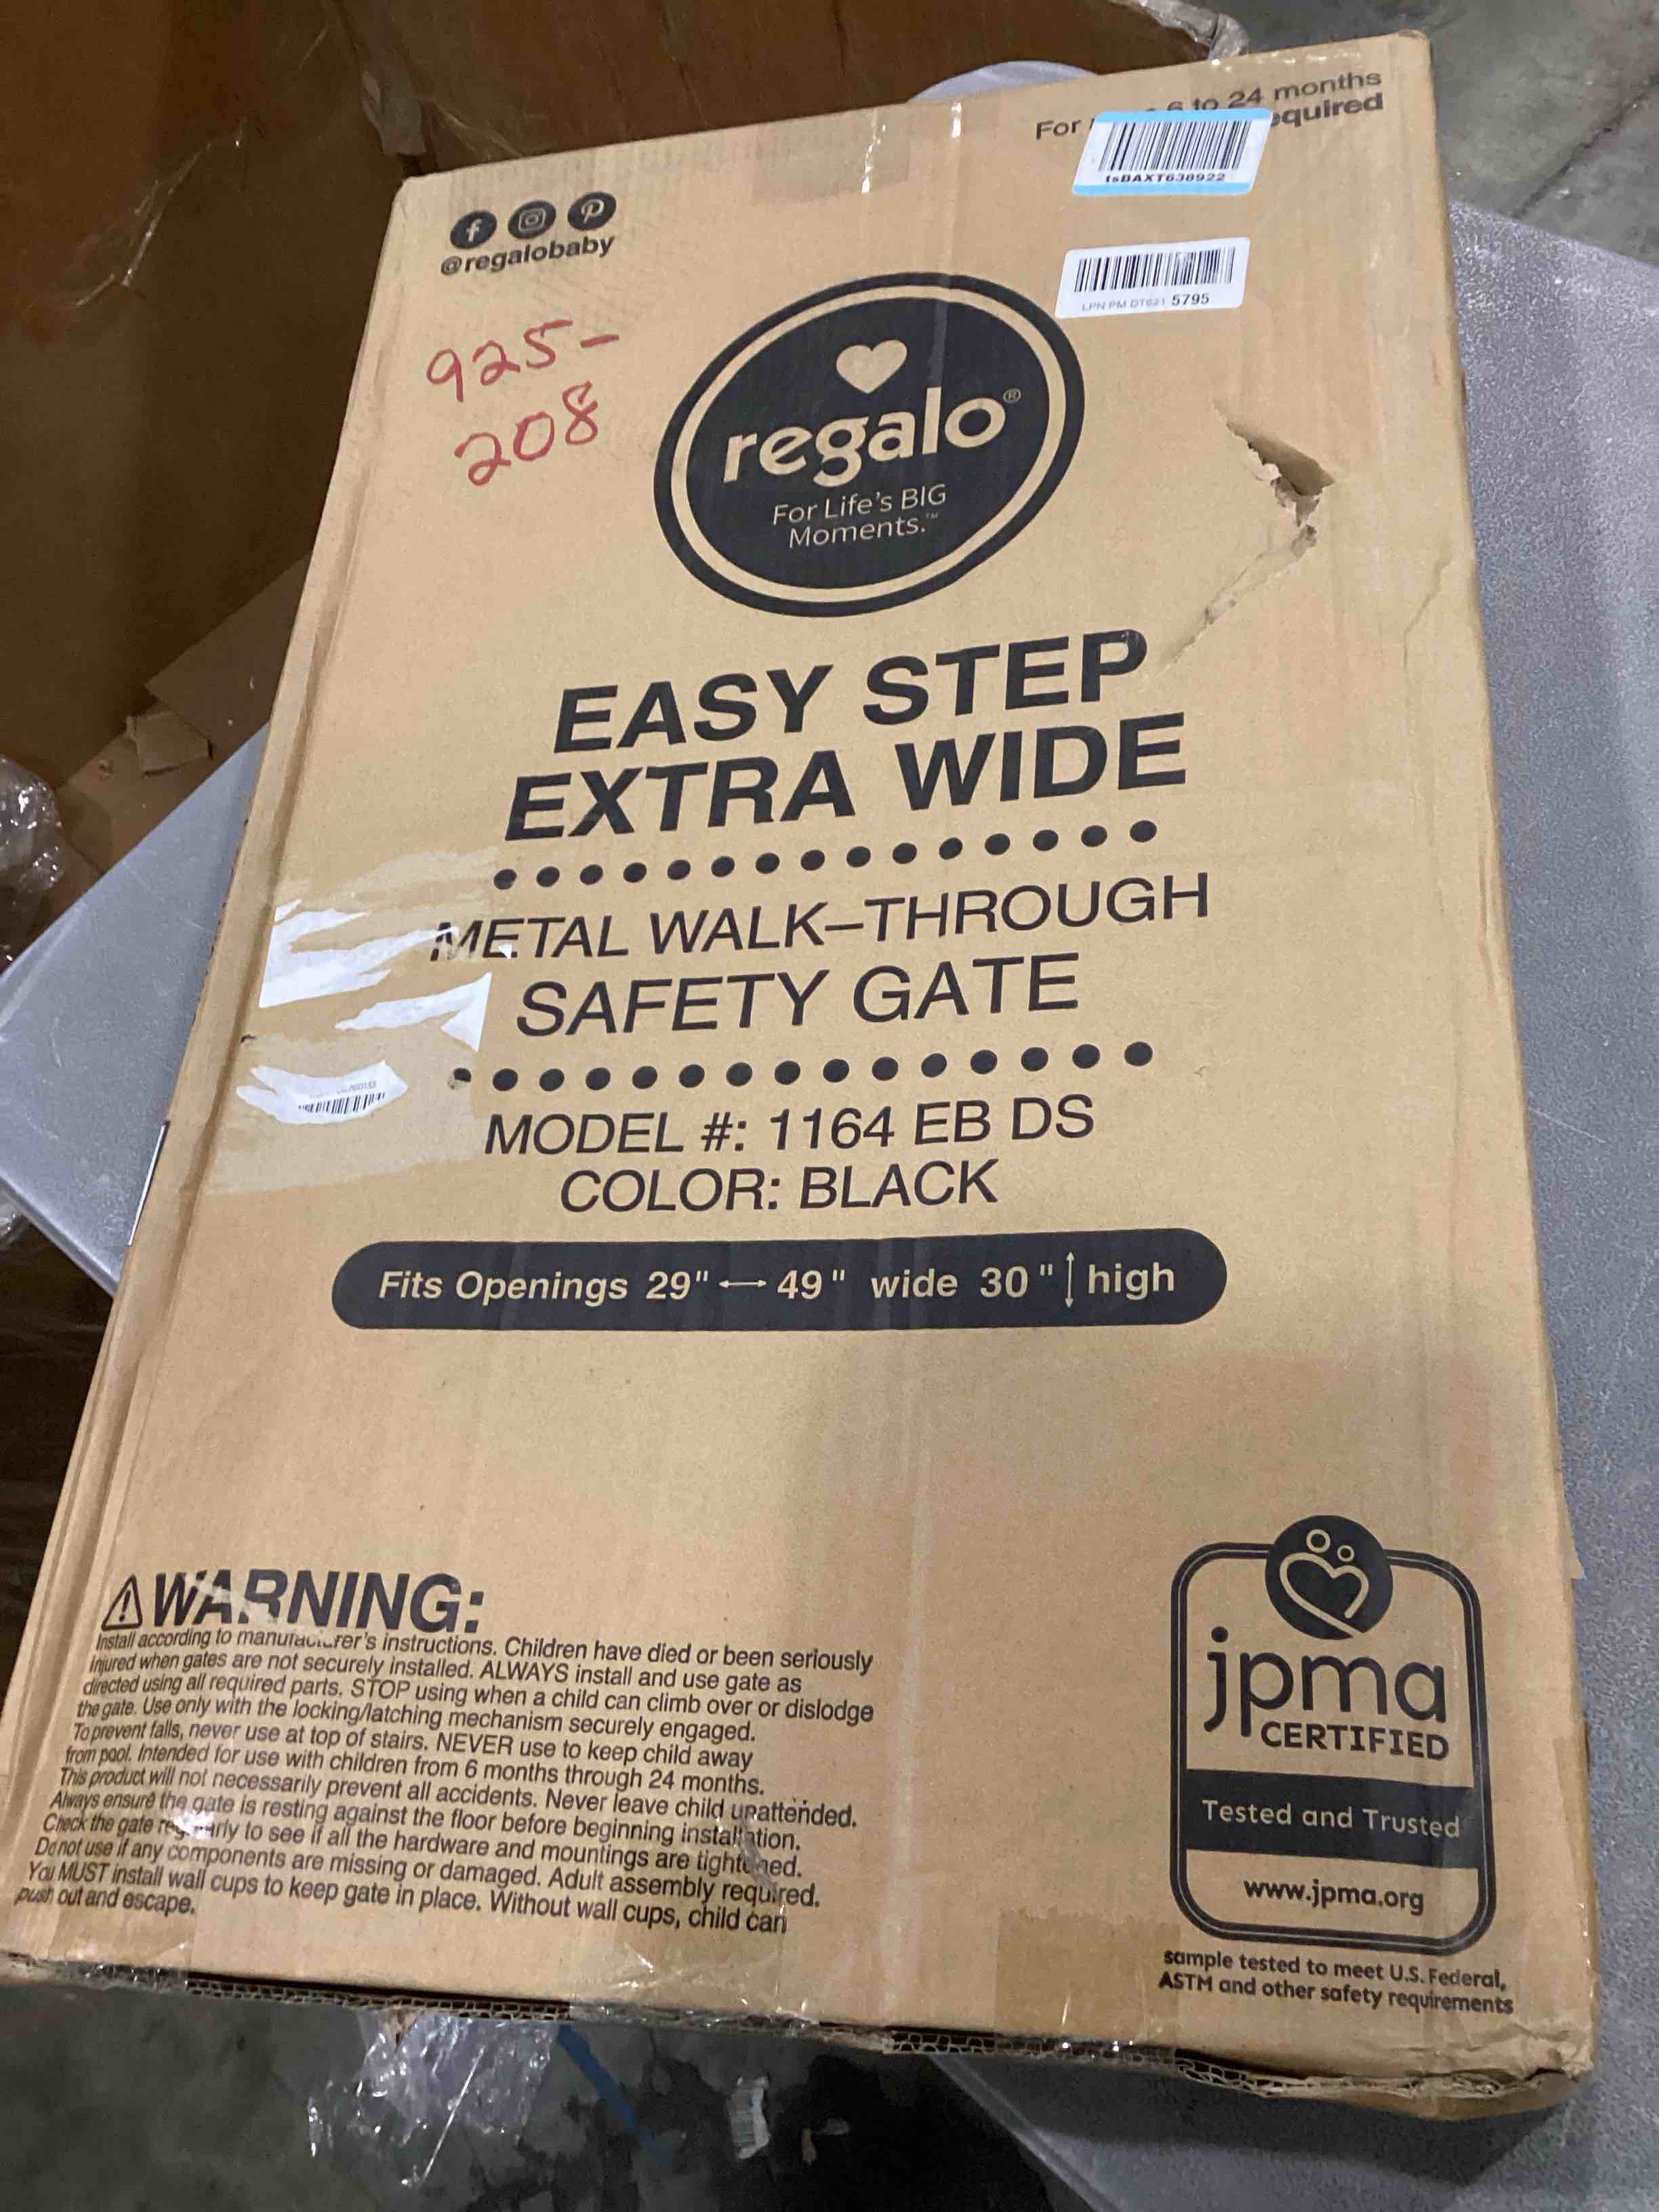 For 6 to 24 months
equired
tsBAXT638922
LPN PM DT621 5795
@regalobaby
925-
208
regalo®
For Life's BIG
Moments.™
EASY STEP
EXTRA WIDE
METAL WALK-THROUGH
SAFETY GATE
MODEL #: 1164 EB DS
COLOR: BLACK
Fits Openings 29" ↔ 49" wide 30" ↕ high
⚠WARNING:
Install according to manufacturer's instructions. Children have died or been seriously
injured when gates are not securely installed. ALWAYS install and use gate as
directed using all required parts. STOP using when a child can climb over or dislodge
the gate. Use only with the locking/latching mechanism securely engaged.
To prevent falls, never use at top of stairs. NEVER use to keep child away
from pool. Intended for use with children from 6 months through 24 months.
This product will not necessarily prevent all accidents. Never leave child unattended.
Always ensure the gate is resting against the floor before beginning installation.
Check the gate regularly to see if all the hardware and mountings are tightened.
Do not use if any components are missing or damaged. Adult assembly required.
You MUST install wall cups to keep gate in place. Without wall cups, child can
push out and escape.
jpma
CERTIFIED
Tested and Trusted
www.jpma.org
sample tested to meet U.S. Federal,
ASTM and other safety requirements